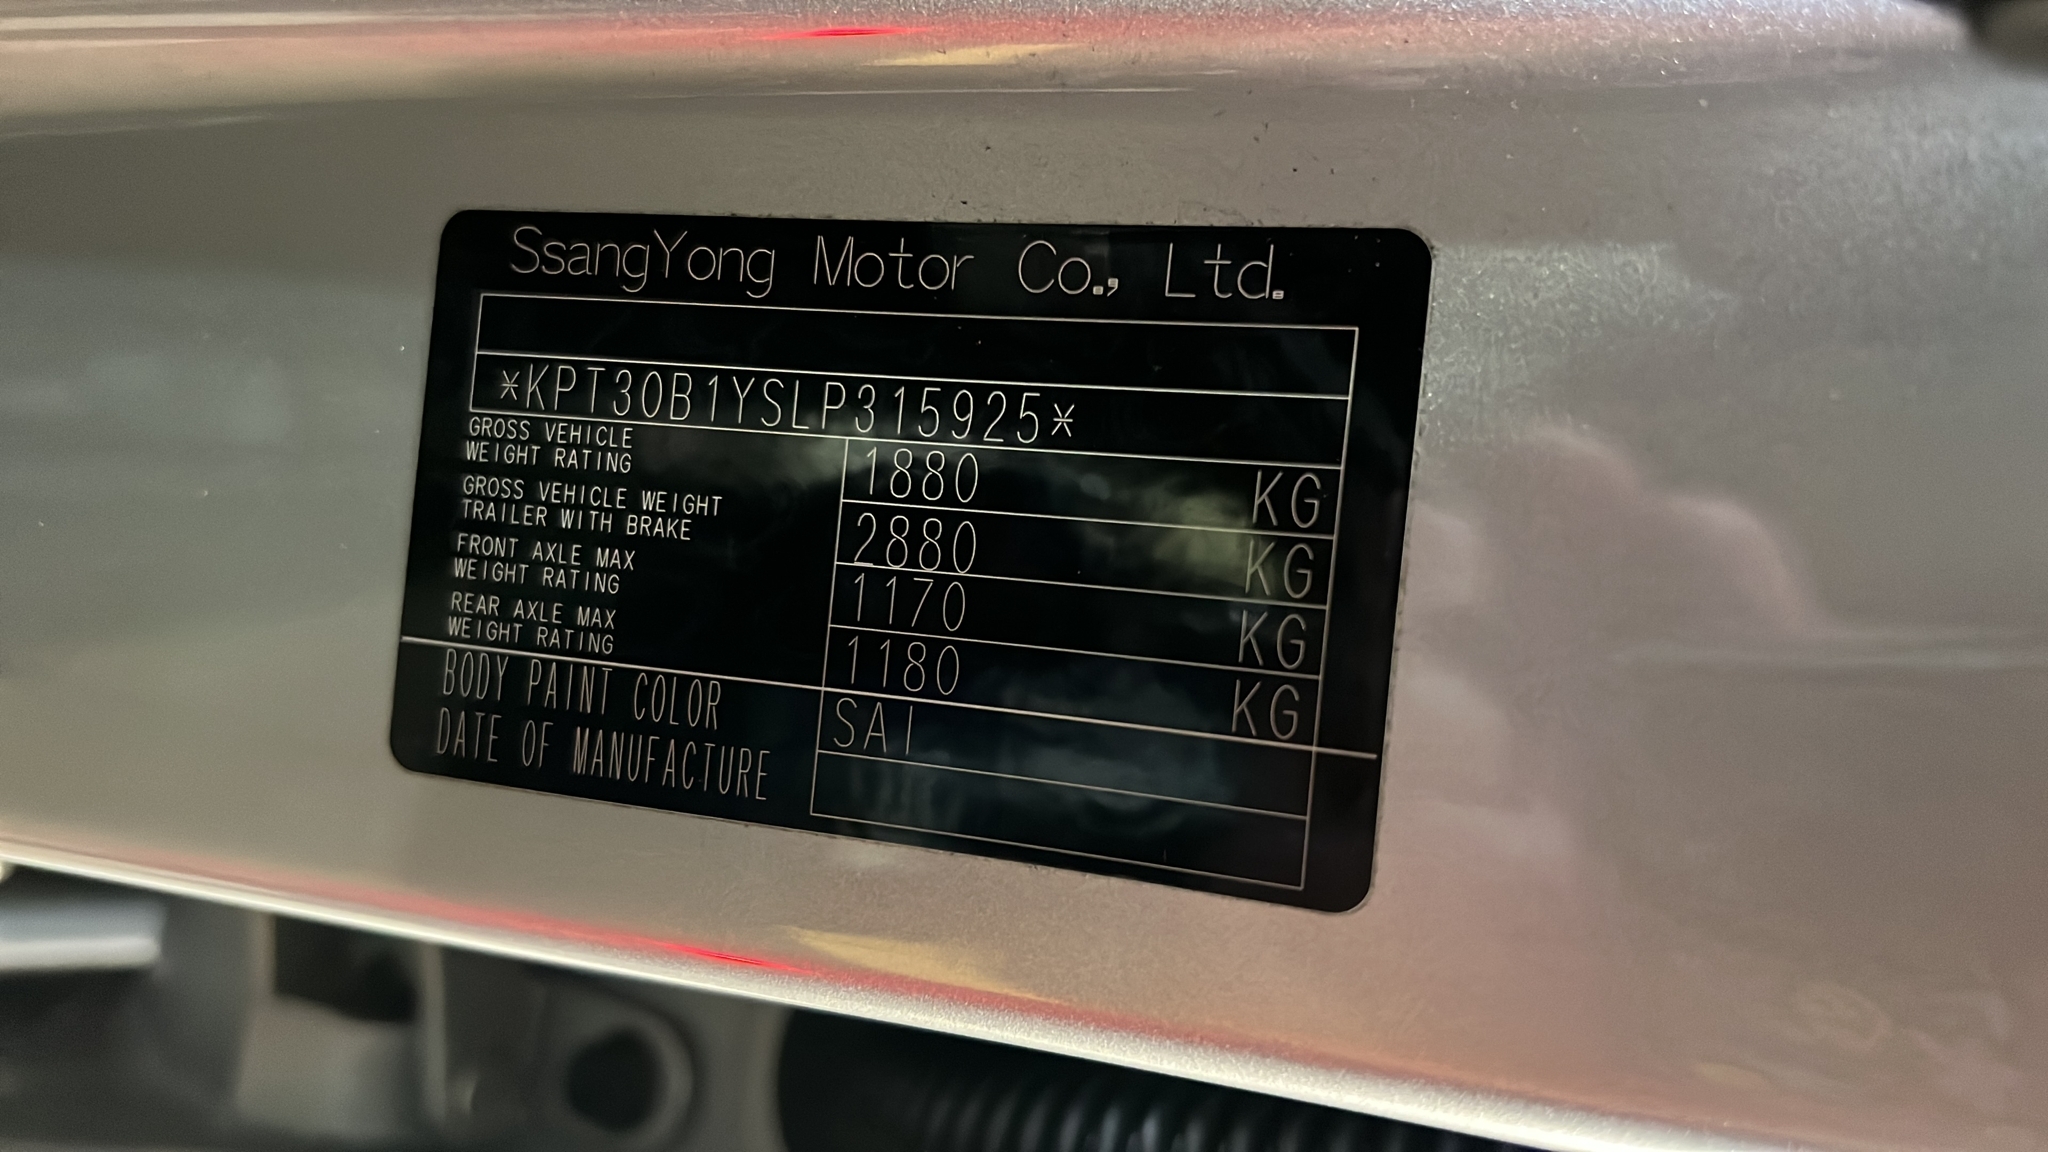 SsangYong Motor Co., Ltd.
*KPT30B1YSLP315925*
GROSS VEHICLE
WEIGHT RATING
1880 KG
GROSS VEHICLE WEIGHT
TRAILER WITH BRAKE
2880 KG
FRONT AXLE MAX
WEIGHT RATING
1170 KG
REAR AXLE MAX
WEIGHT RATING
1180 KG
BODY PAINT COLOR
SAI
DATE OF MANUFACTURE